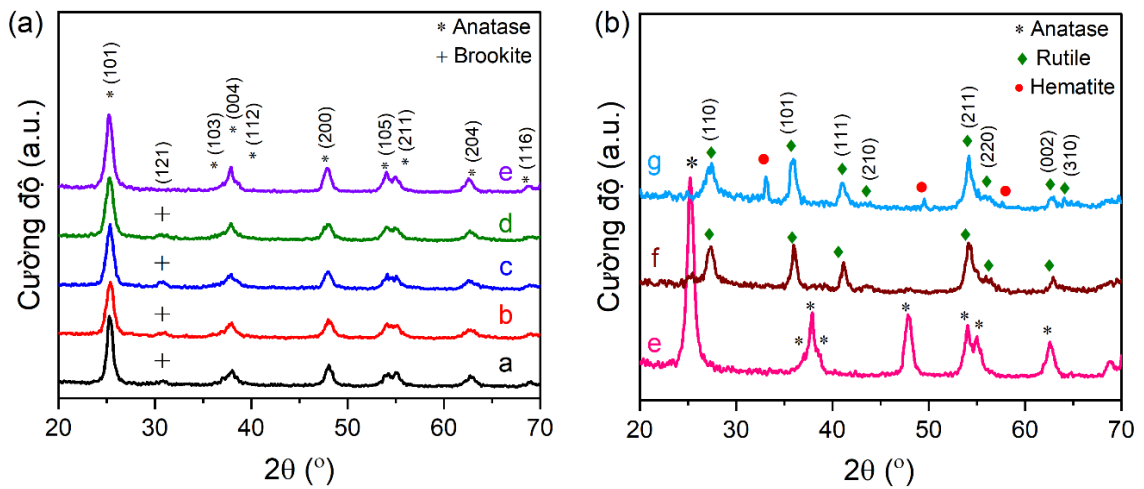 (a)
* Anatase
+ Brookite
* (101)
(121)
+
* (103)
* (004)
* (112)
* (200)
* (105)
* (211)
* (204)
* (116)
e
d
+
c
+
b
+
a
Cường độ (a.u.)
20 30 40 50 60 70
2θ (°)
(b)
* Anatase
♦ Rutile
● Hematite
*
(110)
(101)
(111)
(210)
(211)
(220)
(002)
(310)
g
f
e
* * * * * * *
Cường độ (a.u.)
20 30 40 50 60 70
2θ (°)